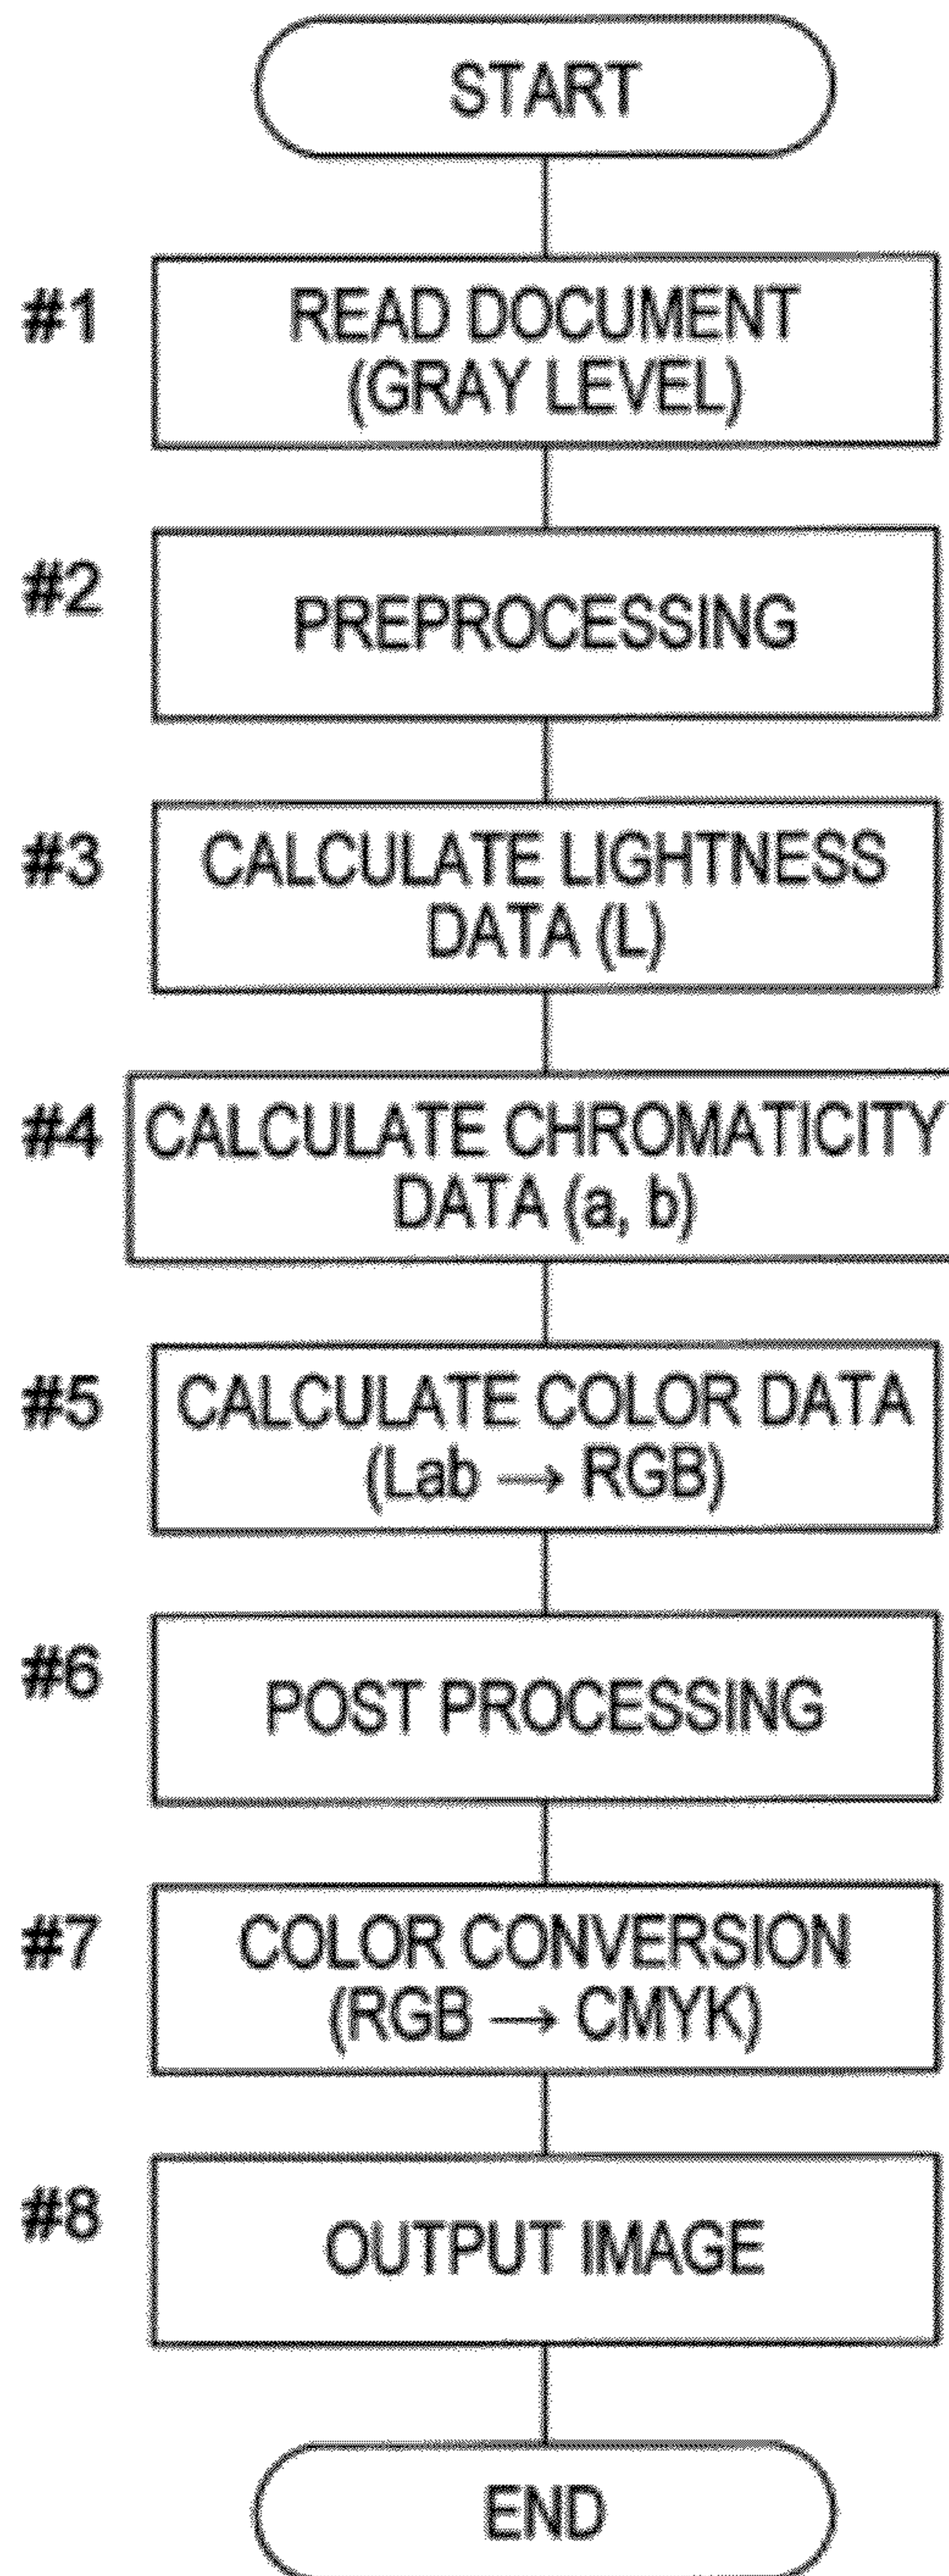 START
#1
READ DOCUMENT
(GRAY LEVEL)
#2
PREPROCESSING
#3
CALCULATE LIGHTNESS
DATA (L)
#4
CALCULATE CHROMATICITY
DATA (a, b)
#5
CALCULATE COLOR DATA
(Lab → RGB)
#6
POST PROCESSING
#7
COLOR CONVERSION
(RGB → CMYK)
#8
OUTPUT IMAGE
END